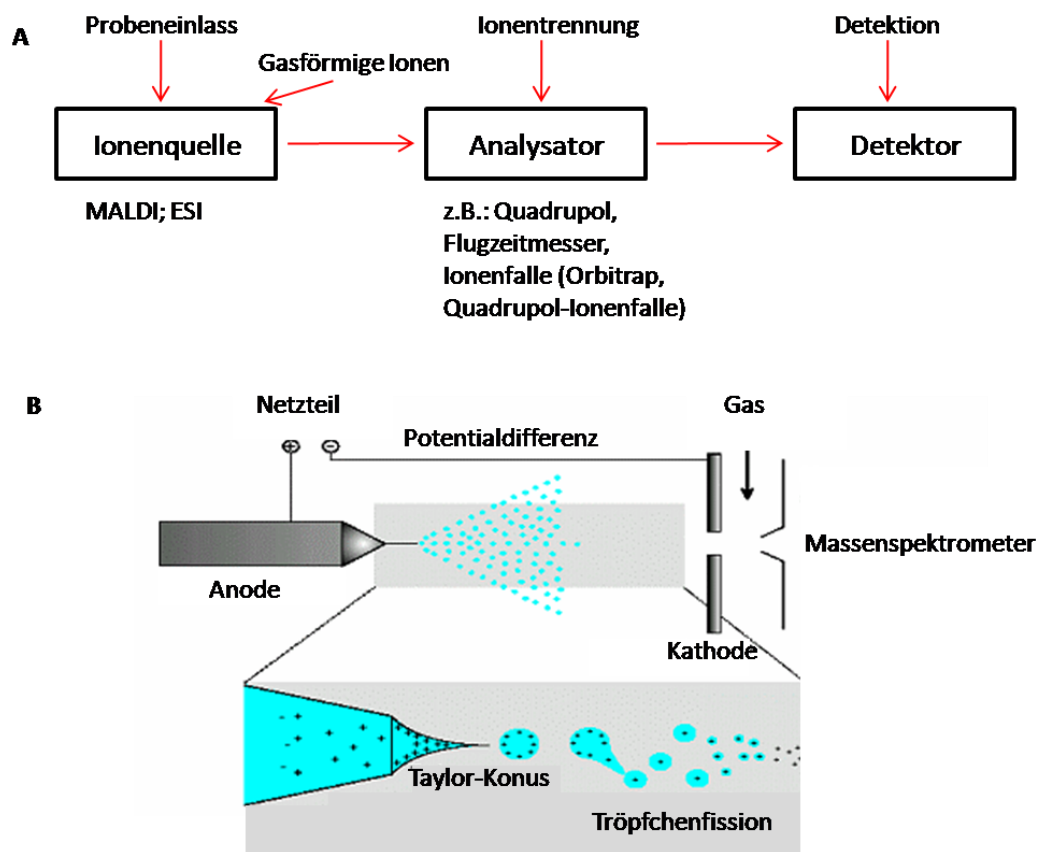 A
Probeneinlass
Ionentrennung
Detektion
Gasförmige Ionen
Ionenquelle
Analysator
Detektor
MALDI; ESI
z.B.: Quadrupol,
Flugzeitmesser,
Ionenfalle (Orbitrap,
Quadrupol-Ionenfalle)
B
Netzteil
Gas
Potentialdifferenz
Massenspektrometer
Anode
Kathode
Taylor-Konus
Tröpfchenfission